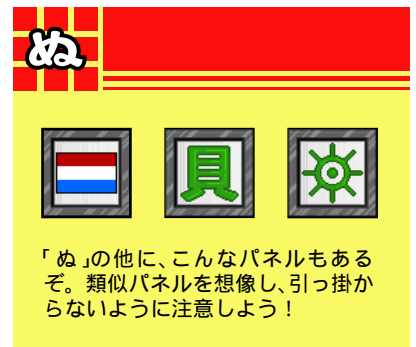 ぬ
貝
「ぬ」の他に、こんなパネルもある
ぞ。類似パネルを想像し、引っ掛か
らないように注意しよう！